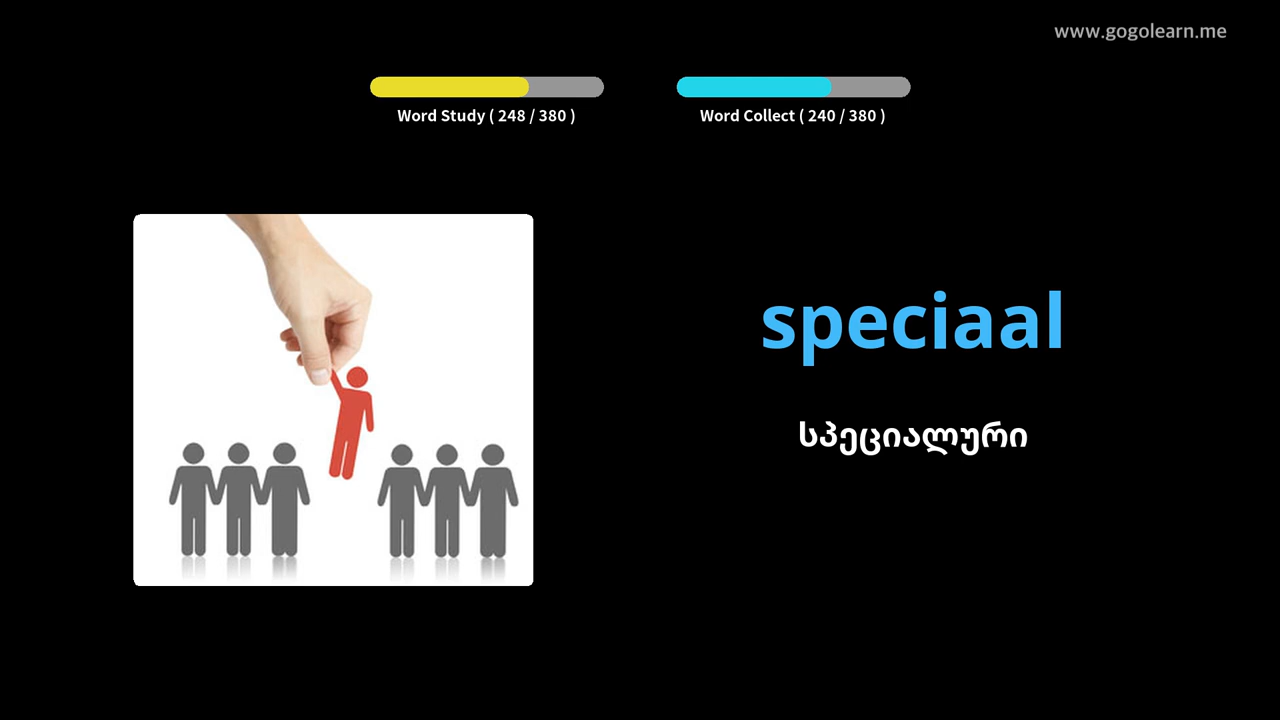 www.gogolearn.me
Word Study ( 248 / 380 )
Word Collect ( 240 / 380 )
speciaal
სპეციალური